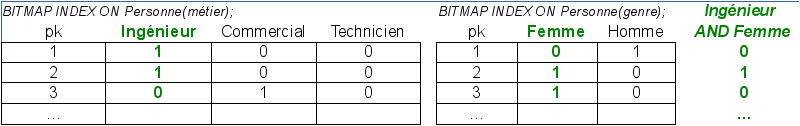 BITMAP INDEX ON Personne(métier); BITMAP INDEX ON Personne(genre); Ingénieur
pk Ingénieur Commercial Technicien pk Femme Homme AND Femme
1 1 0 0 1 0 1 0
2 1 0 0 2 1 0 1
3 0 1 0 3 1 0 0
... ... ...